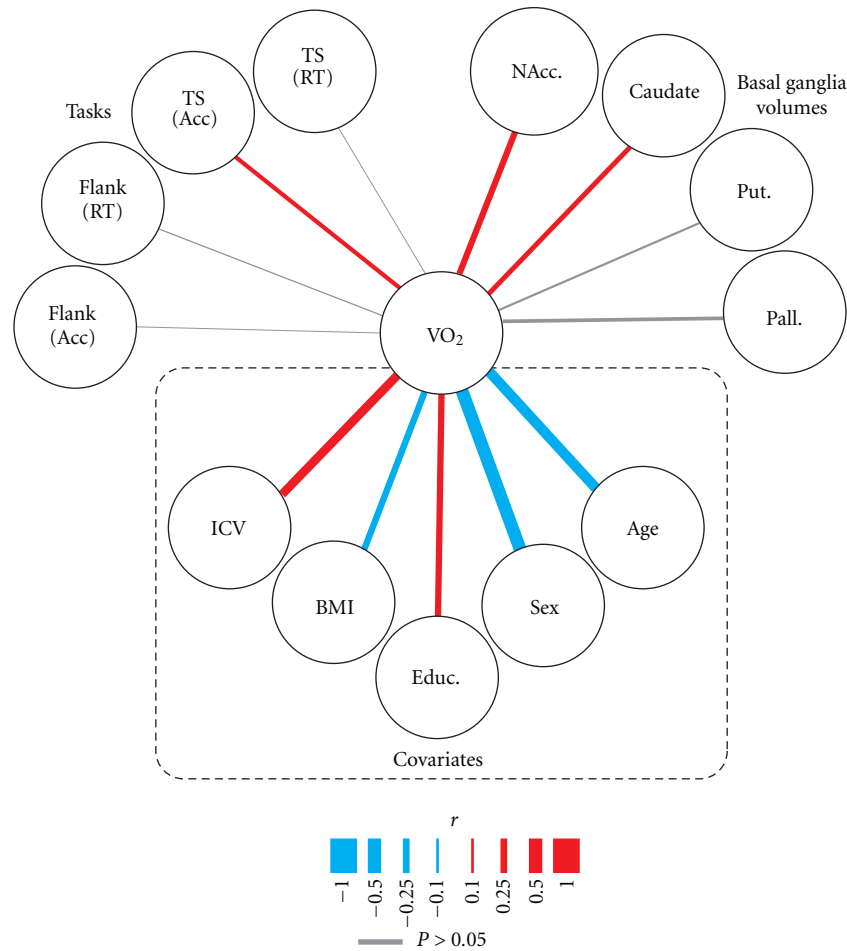 TS
(RT)
NAcc.
TS
(Acc)
Caudate
Tasks
Basal ganglia
volumes
Flank
(RT)
Put.
Flank
(Acc)
Pall.
VO₂
ICV
Age
BMI
Sex
Educ.
Covariates
r
−1
−0.5
−0.25
−0.1
0.1
0.25
0.5
1
P > 0.05